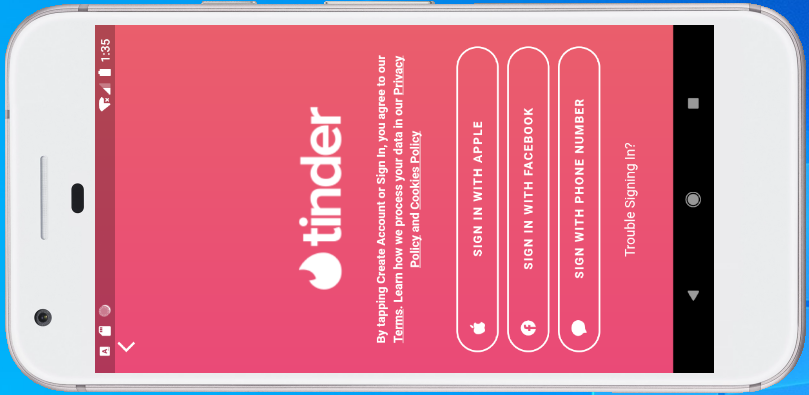 1:35
tinder
By tapping Create Account or Sign In, you agree to our
Terms. Learn how we process your data in our Privacy
Policy and Cookies Policy
SIGN IN WITH APPLE
SIGN IN WITH FACEBOOK
SIGN WITH PHONE NUMBER
Trouble Signing In?